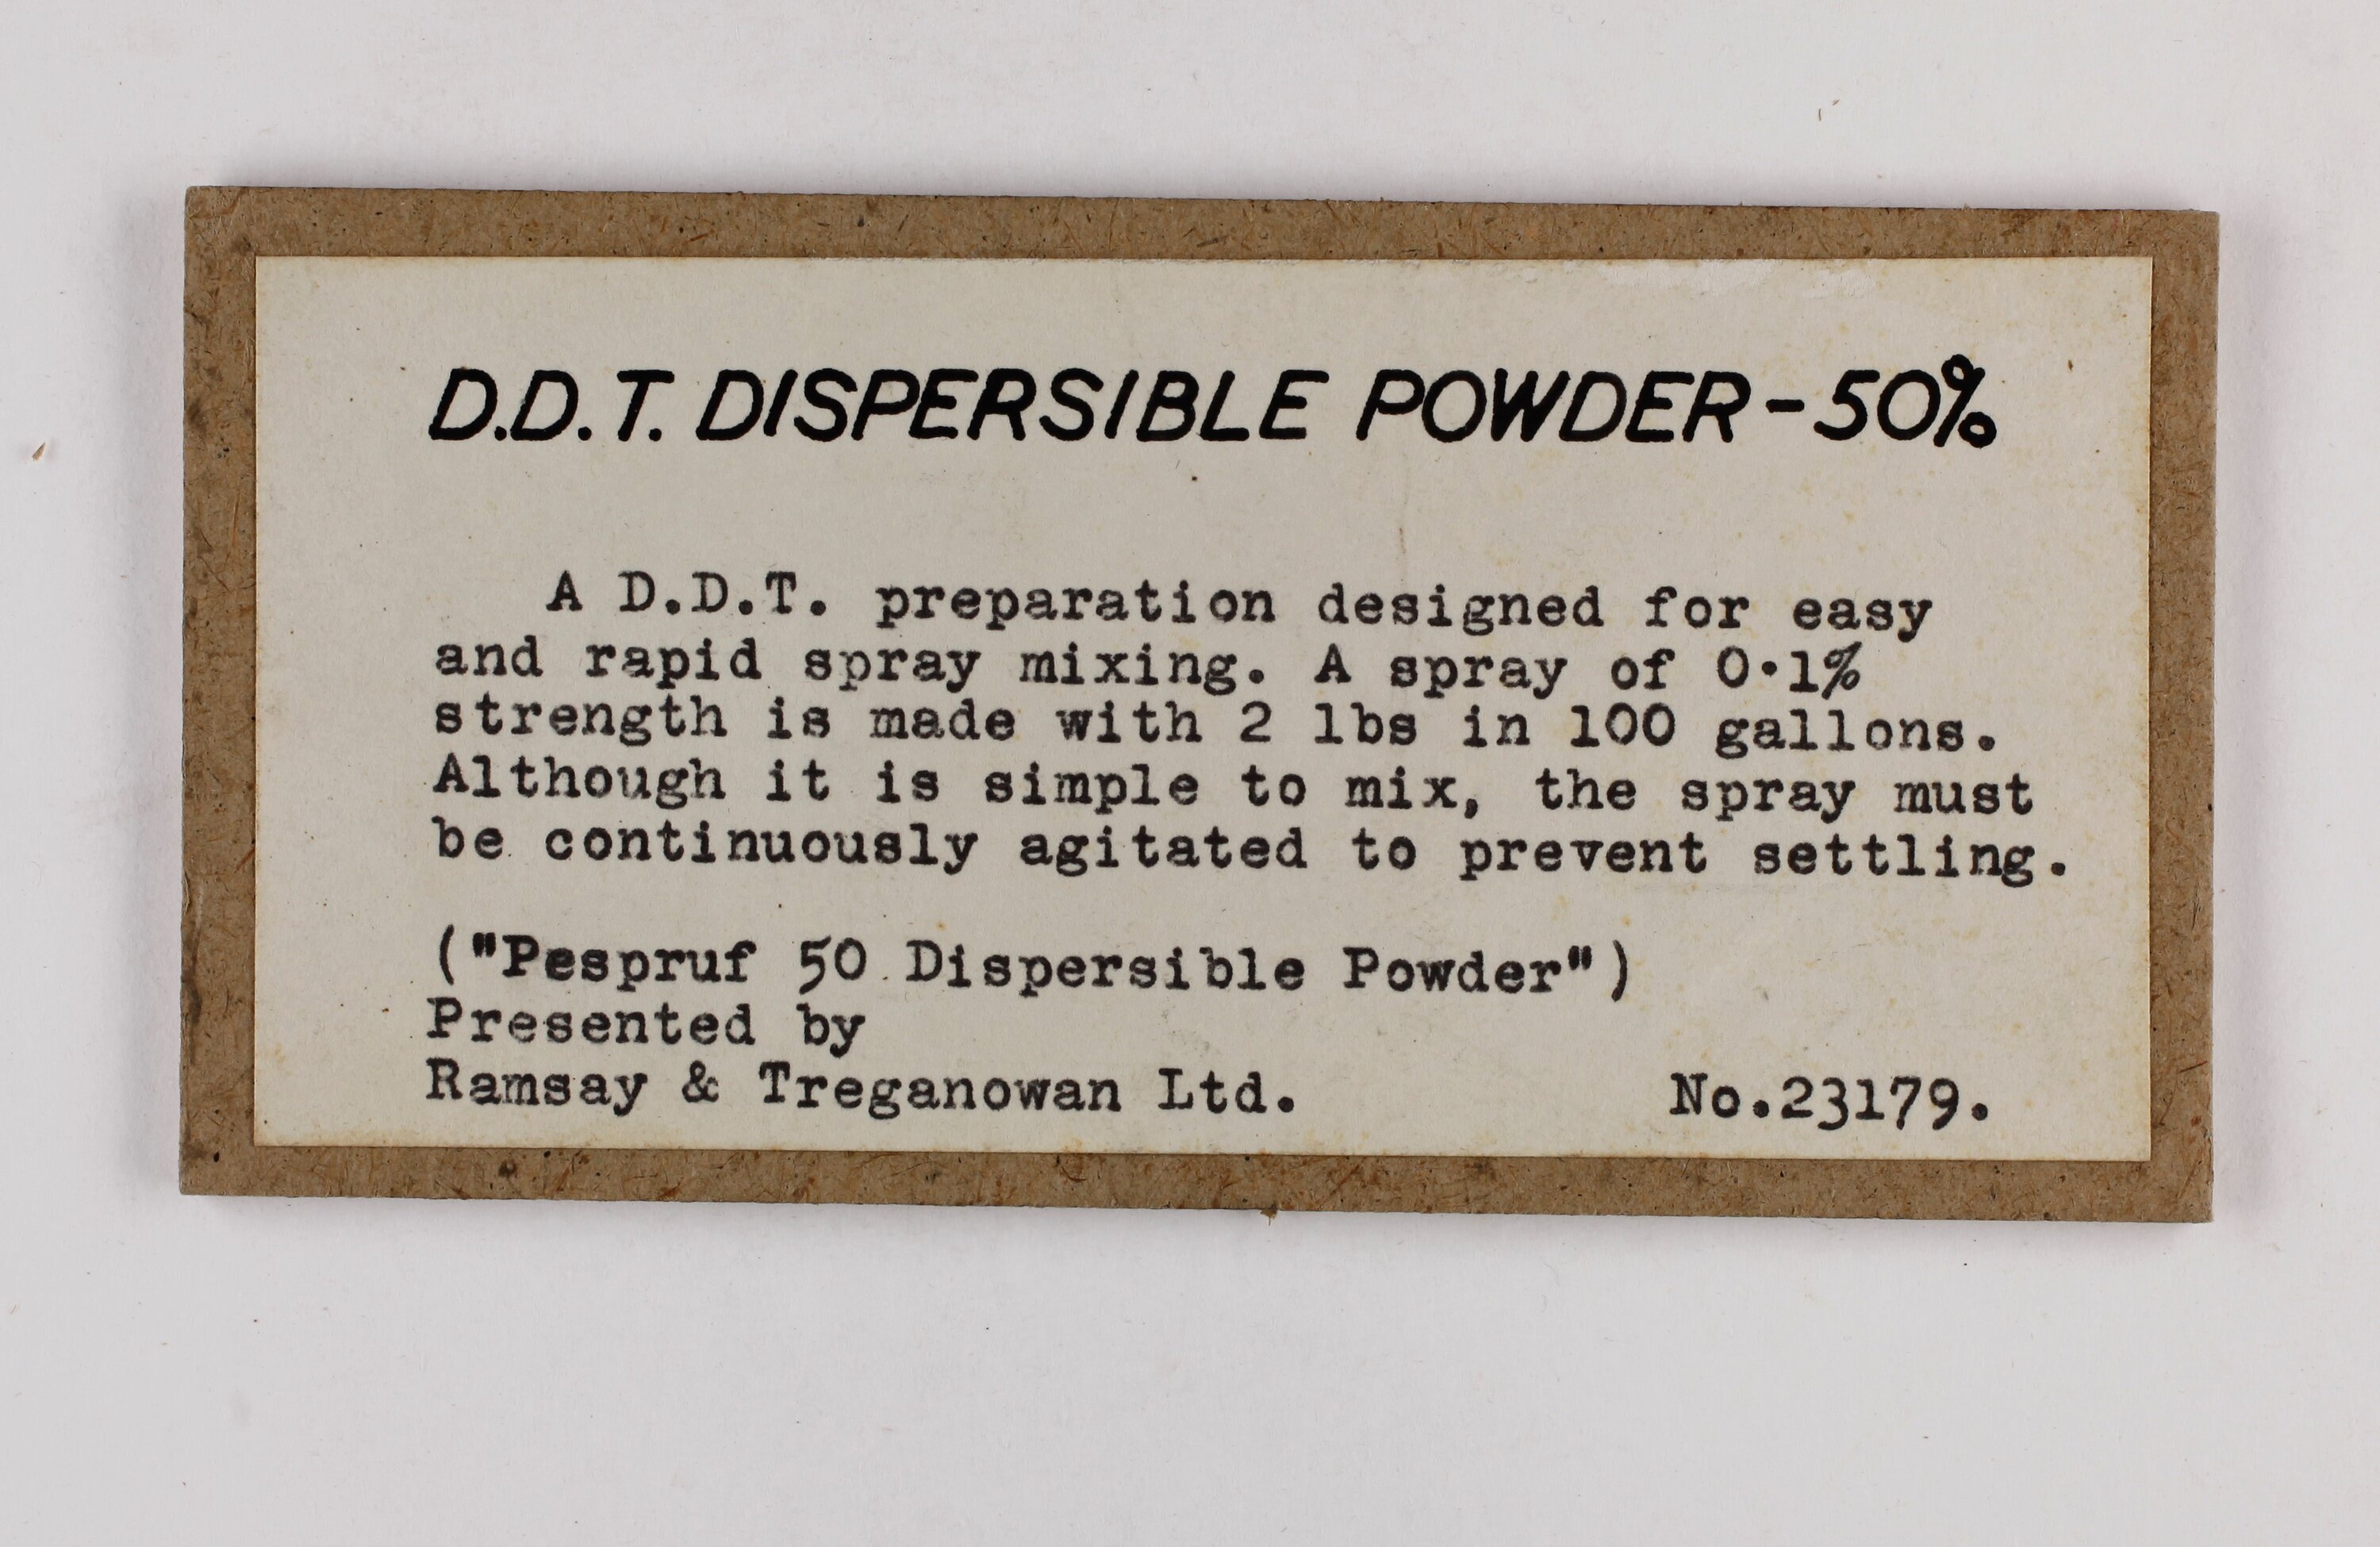 D.D.T. DISPERSIBLE POWDER-50%
A D.D.T. preparation designed for easy
and rapid spray mixing. A spray of 0·1%
strength is made with 2 lbs in 100 gallons.
Although it is simple to mix, the spray must
be continuously agitated to prevent settling.
("Pespruf 50 Dispersible Powder")
Presented by
Ramsay & Treganowan Ltd. No.23179.